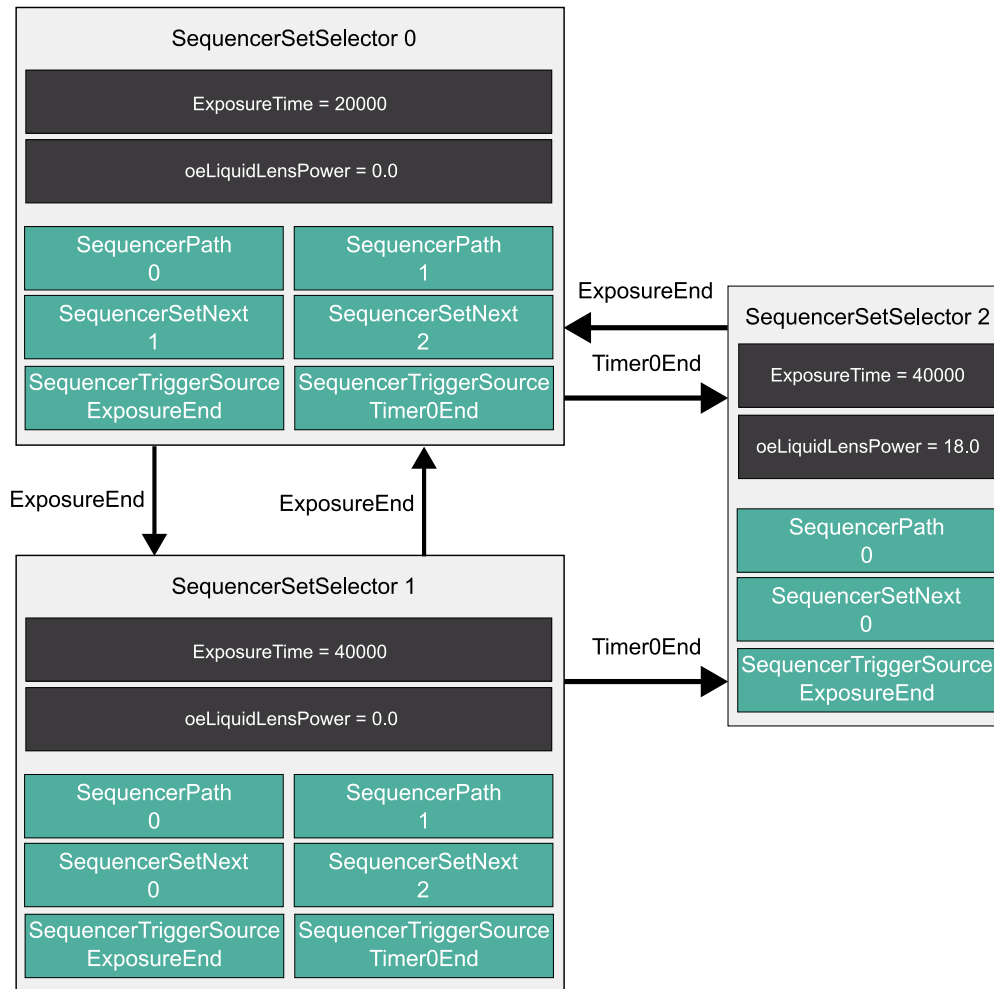 SequencerSetSelector 0
ExposureTime = 20000
oeLiquidLensPower = 0.0
SequencerPath
0
SequencerPath
1
SequencerSetNext
1
SequencerSetNext
2
SequencerTriggerSource
ExposureEnd
SequencerTriggerSource
Timer0End
ExposureEnd
Timer0End
SequencerSetSelector 2
ExposureTime = 40000
oeLiquidLensPower = 18.0
SequencerPath
0
SequencerSetNext
0
SequencerTriggerSource
ExposureEnd
ExposureEnd
ExposureEnd
Timer0End
SequencerSetSelector 1
ExposureTime = 40000
oeLiquidLensPower = 0.0
SequencerPath
0
SequencerPath
1
SequencerSetNext
0
SequencerSetNext
2
SequencerTriggerSource
ExposureEnd
SequencerTriggerSource
Timer0End